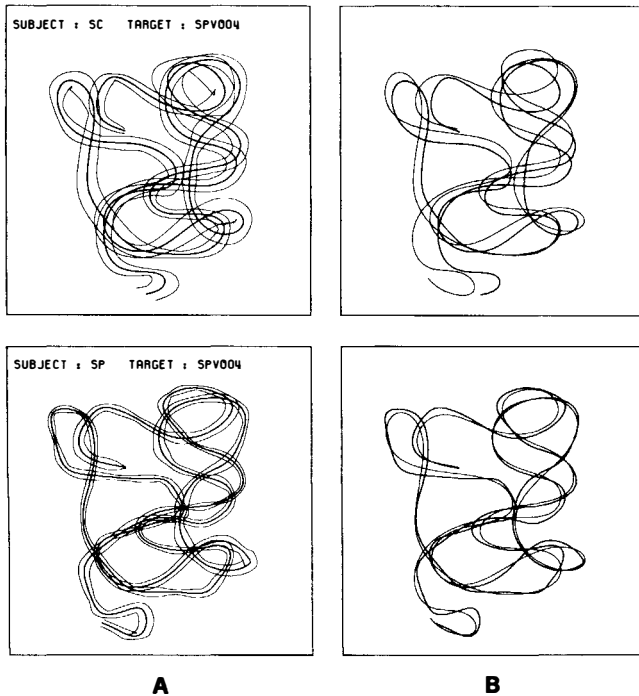 SUBJECT : SC TARGET : SPV004
SUBJECT : SP TARGET : SPV004
A B